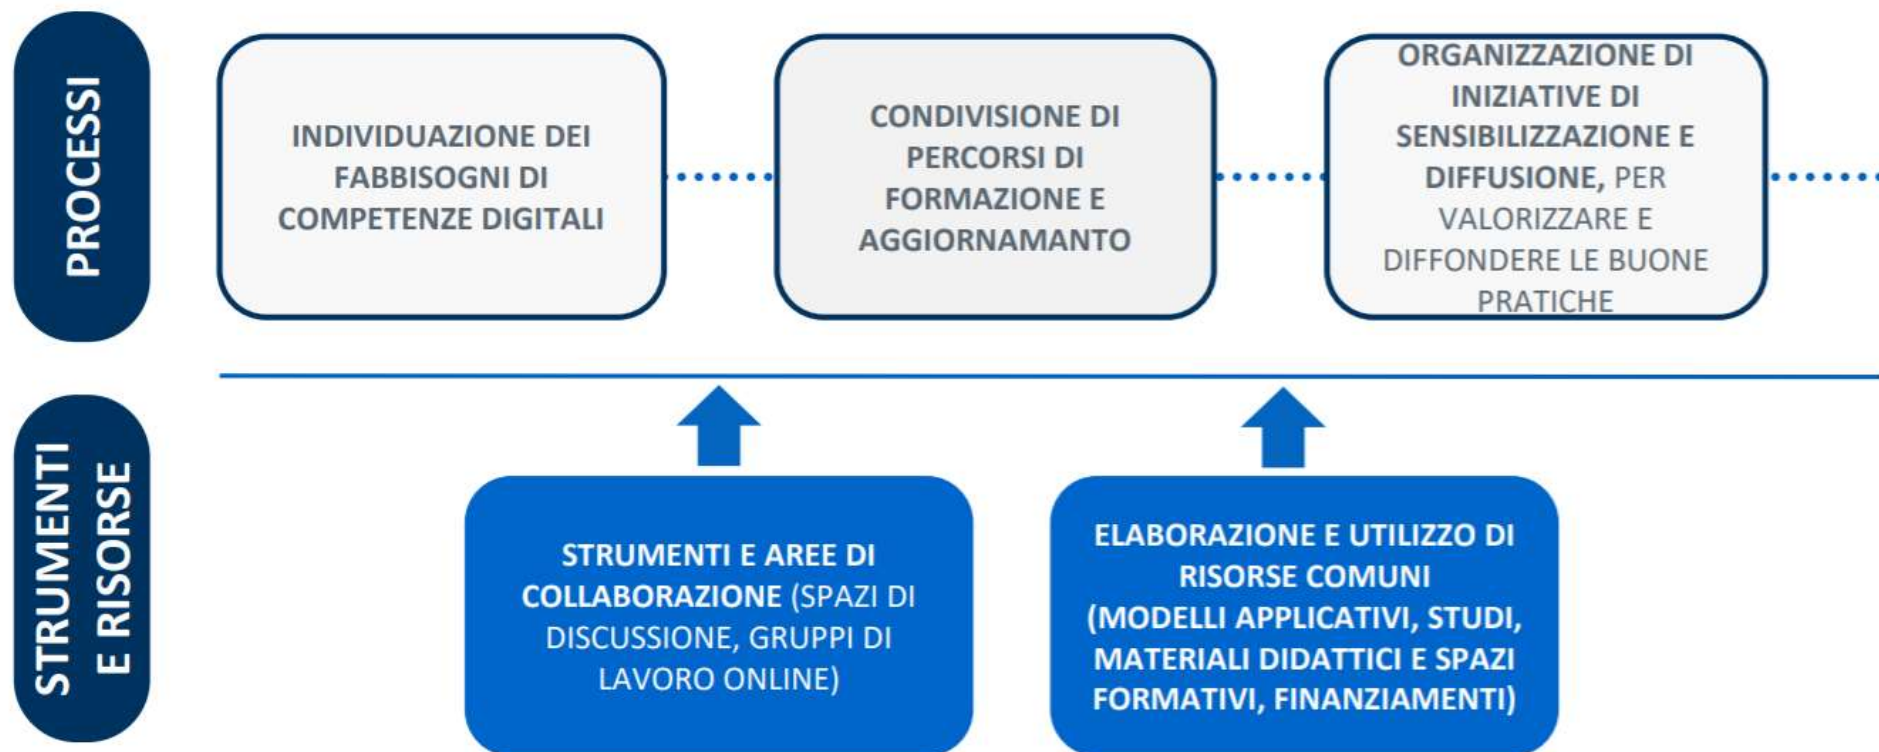 PROCESSI
INDIVIDUAZIONE DEI
FABBISOGNI DI
COMPETENZE DIGITALI
CONDIVISIONE DI
PERCORSI DI
FORMAZIONE E
AGGIORNAMANTO
ORGANIZZAZIONE DI
INIZIATIVE DI
SENSIBILIZZAZIONE E
DIFFUSIONE, PER
VALORIZZARE E
DIFFONDERE LE BUONE
PRATICHE
STRUMENTI
E RISORSE
STRUMENTI E AREE DI
COLLABORAZIONE (SPAZI DI
DISCUSSIONE, GRUPPI DI
LAVORO ONLINE)
ELABORAZIONE E UTILIZZO DI
RISORSE COMUNI
(MODELLI APPLICATIVI, STUDI,
MATERIALI DIDATTICI E SPAZI
FORMATIVI, FINANZIAMENTI)